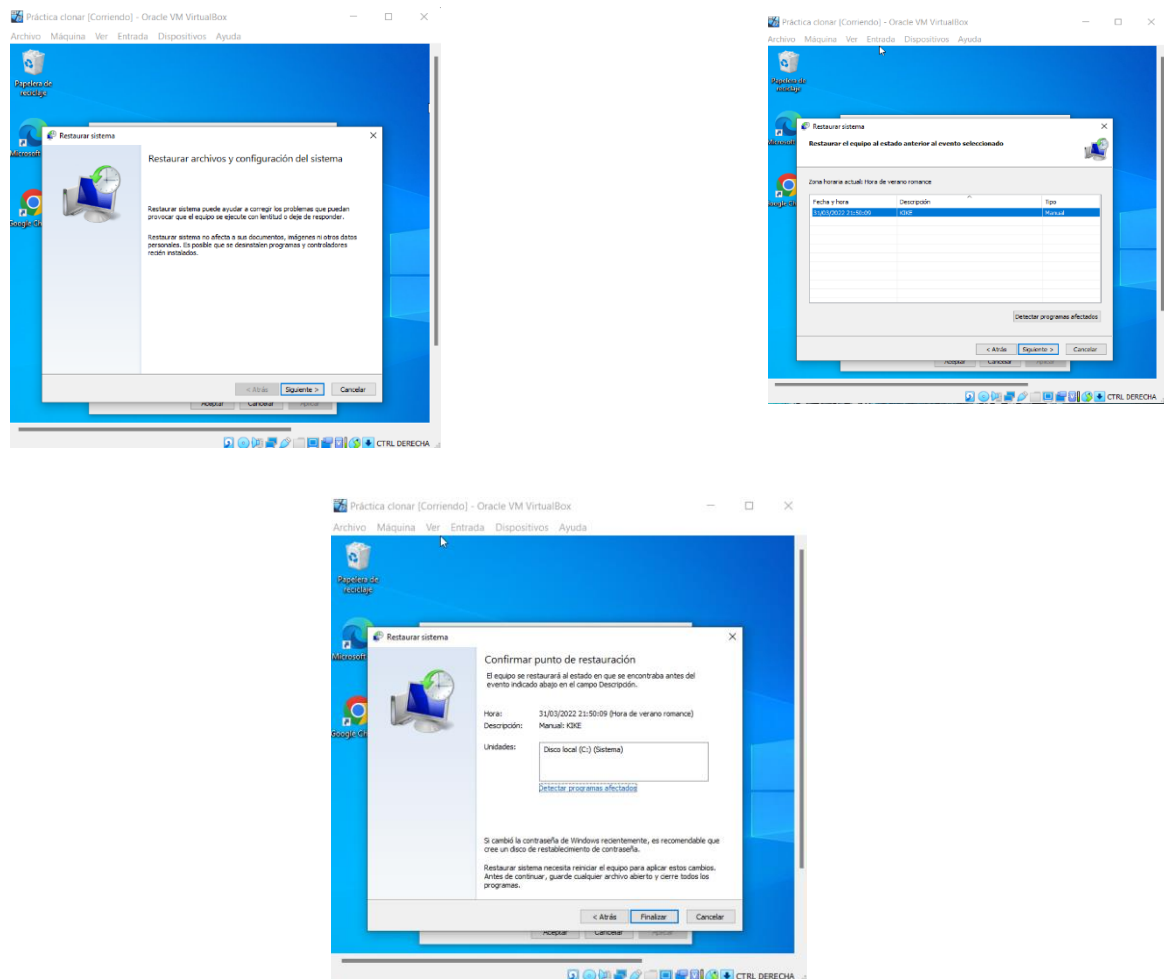 Práctica clonar [Corriendo] - Oracle VM VirtualBox
Archivo Máquina Ver Entrada Dispositivos Ayuda
Papelera de
reciclaje
Microsoft
Google Ch
Restaurar sistema
Restaurar archivos y configuración del sistema
Restaurar sistema puede ayudar a corregir los problemas que puedan
provocar que el equipo se ejecute con lentitud o deje de responder.
Restaurar sistema no afecta a sus documentos, imágenes ni otros datos
personales. Es posible que se desinstalen programas y controladores
recién instalados.
< Atrás Siguiente > Cancelar
Aceptar Cancelar Aplicar
CTRL DERECHA
Práctica clonar [Corriendo] - Oracle VM VirtualBox
Archivo Máquina Ver Entrada Dispositivos Ayuda
Papelera de
reciclaje
Microsoft
Google Ch
Restaurar sistema
Restaurar el equipo al estado anterior al evento seleccionado
Zona horaria actual: Hora de verano romance
Fecha y hora Descripción Tipo
31/03/2022 21:50:09 KIKE Manual
Detectar programas afectados
< Atrás Siguiente > Cancelar
Aceptar Cancelar Aplicar
CTRL DERECHA
Práctica clonar [Corriendo] - Oracle VM VirtualBox
Archivo Máquina Ver Entrada Dispositivos Ayuda
Papelera de
reciclaje
Microsoft
Google Ch
Restaurar sistema
Confirmar punto de restauración
El equipo se restaurará al estado en que se encontraba antes del
evento indicado abajo en el campo Descripción.
Hora: 31/03/2022 21:50:09 (Hora de verano romance)
Descripción: Manual: KIKE
Unidades: Disco local (C:) (Sistema)
Detectar programas afectados
Si cambió la contraseña de Windows recientemente, es recomendable que
cree un disco de restablecimiento de contraseña.
Restaurar sistema necesita reiniciar el equipo para aplicar estos cambios.
Antes de continuar, guarde cualquier archivo abierto y cierre todos los
programas.
< Atrás Finalizar Cancelar
Aceptar Cancelar Aplicar
CTRL DERECHA